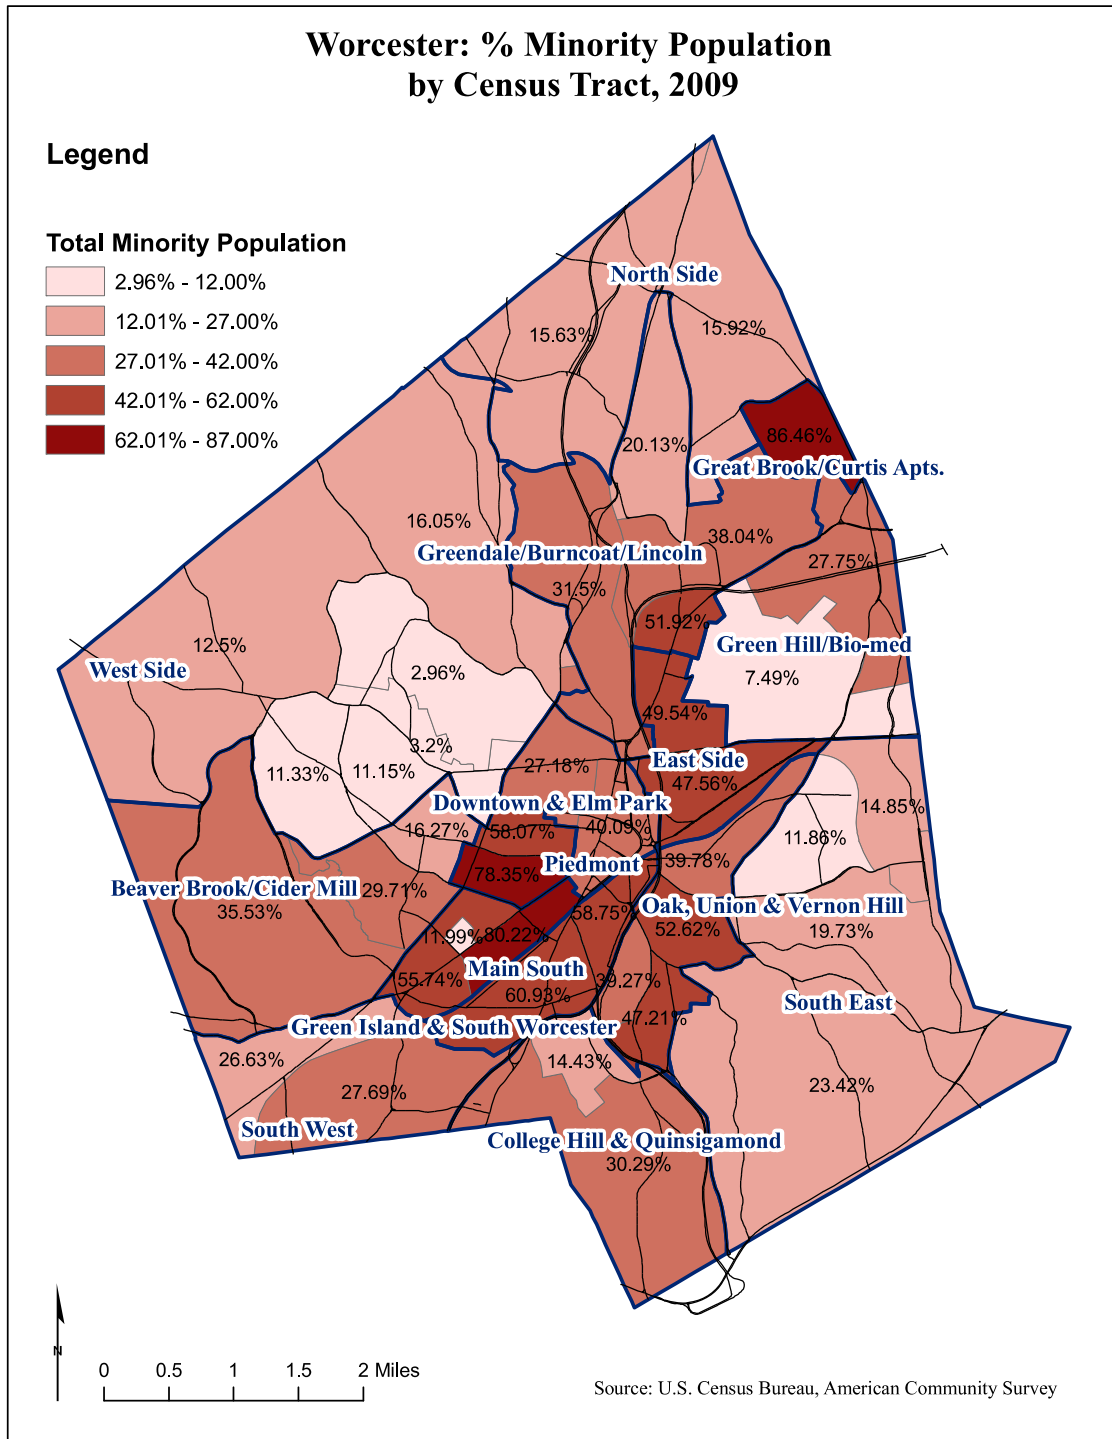 Worcester: % Minority Population
by Census Tract, 2009
Legend
Total Minority Population
2.96% - 12.00%
12.01% - 27.00%
27.01% - 42.00%
42.01% - 62.00%
62.01% - 87.00%
North Side
15.63%
15.92%
86.46%
20.13%
Great Brook/Curtis Apts.
16.05%
38.04%
Greendale/Burncoat/Lincoln
27.75%
31.5%
51.92%
12.5%
Green Hill/Bio-med
West Side
2.96%
7.49%
49.54%
3.2%
East Side
11.33%
11.15%
27.18%
47.56%
Downtown & Elm Park
14.85%
16.27%
58.07%
40.09%
11.86%
Piedmont
39.78%
78.35%
Beaver Brook/Cider Mill
29.71%
35.53%
58.75%
Oak, Union & Vernon Hill
52.62%
19.73%
11.99%
80.22%
Main South
55.74%
39.27%
60.93%
South East
47.21%
Green Island & South Worcester
26.63%
14.43%
27.69%
23.42%
South West
College Hill & Quinsigamond
30.29%
N
0 0.5 1 1.5 2 Miles
Source: U.S. Census Bureau, American Community Survey